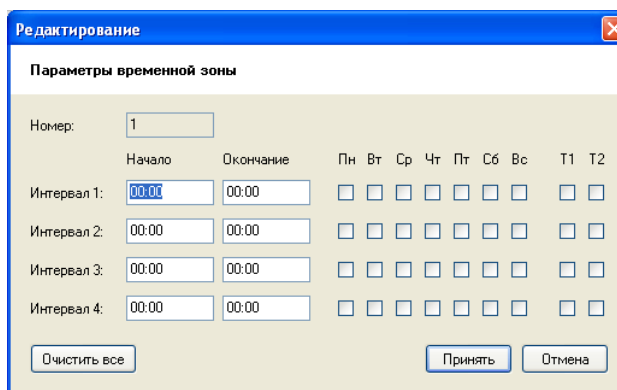 Редактирование
Параметры временной зоны
Номер: 1
Начало Окончание Пн Вт Ср Чт Пт Сб Вс Т1 Т2
Интервал 1: 00:00 00:00
Интервал 2: 00:00 00:00
Интервал 3: 00:00 00:00
Интервал 4: 00:00 00:00
Очистить все Принять Отмена